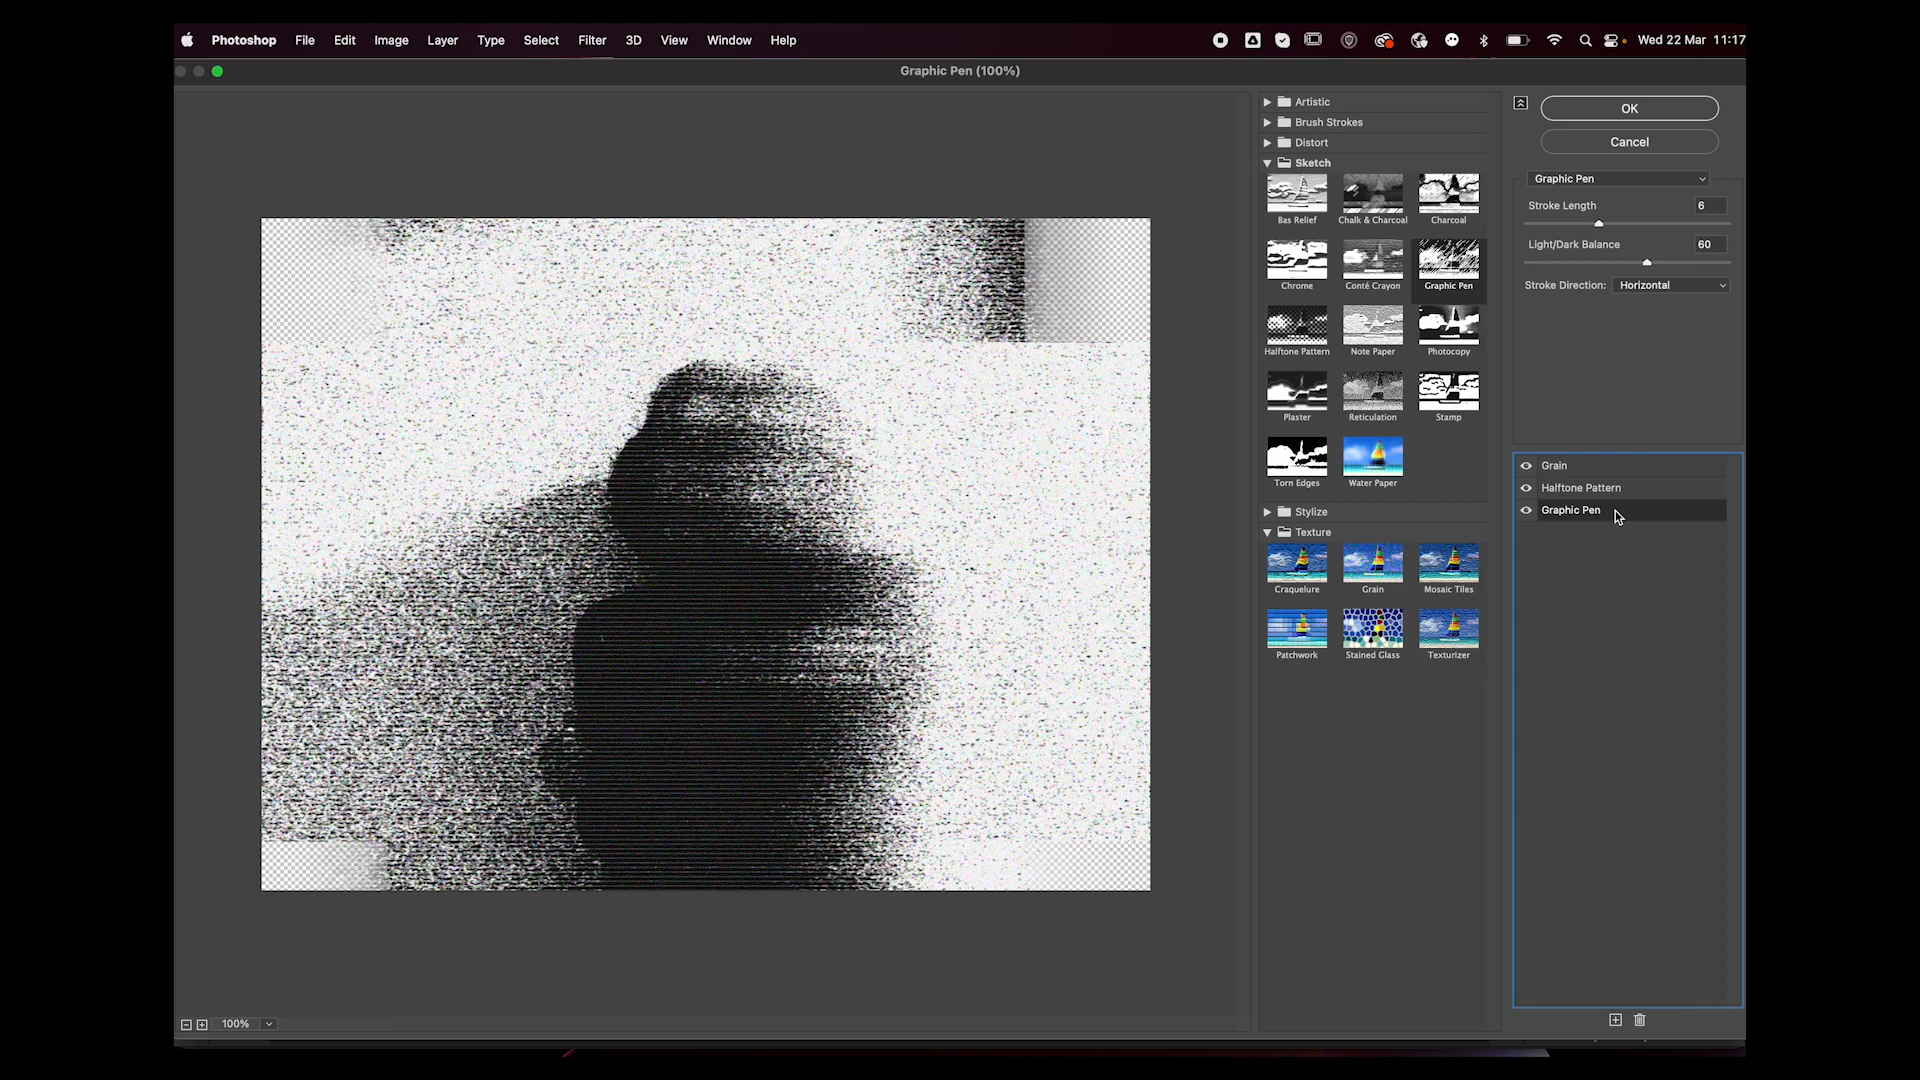 Photoshop File Edit Image Layer Type Select Filter 3D View Window Help Wed 22 Mar 11:17
Graphic Pen (100%)
Artistic
Brush Strokes
Distort
Sketch
Bas Relief Chalk & Charcoal Charcoal
Chrome Conté Crayon Graphic Pen
Halftone Pattern Note Paper Photocopy
Plaster Reticulation Stamp
Torn Edges Water Paper
Stylize
Texture
Craquelure Grain Mosaic Tiles
Patchwork Stained Glass Texturizer
OK
Cancel
Graphic Pen
Stroke Length 6
Light/Dark Balance 60
Stroke Direction: Horizontal
Grain
Halftone Pattern
Graphic Pen
100%